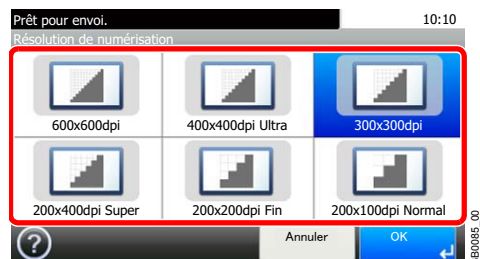 Prêt pour envoi. 10:10
Résolution de numérisation
600x600dpi 400x400dpi Ultra 300x300dpi
200x400dpi Super 200x200dpi Fin 200x100dpi Normal
? Annuler OK
B0085_00